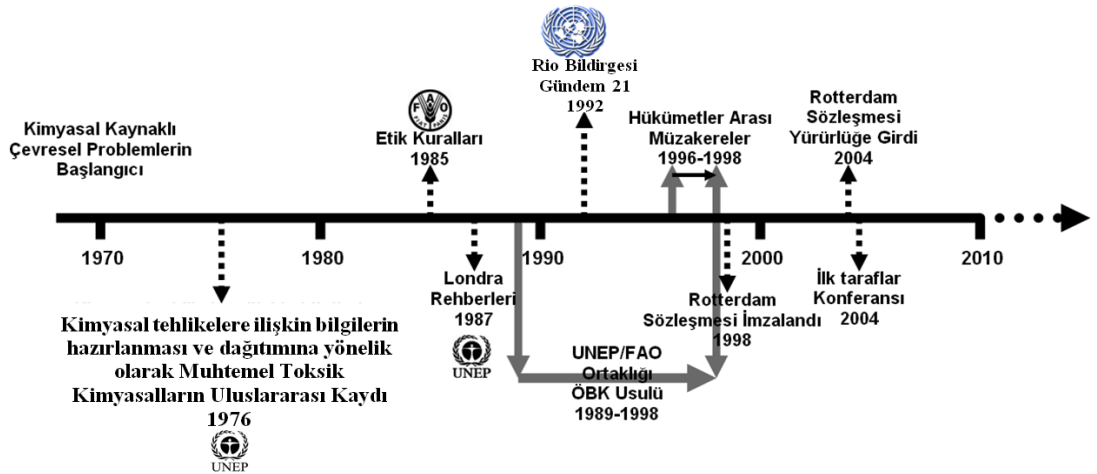 Rio Bildirgesi
Gündem 21
1992
F A O
FIAT PANIS
Etik Kuralları
1985
Kimyasal Kaynaklı
Çevresel Problemlerin
Başlangıcı
Hükümetler Arası
Müzakereler
1996-1998
Rotterdam
Sözleşmesi
Yürürlüğe Girdi
2004
1970
1980
1990
2000
2010
Kimyasal tehlikelere ilişkin bilgilerin
hazırlanması ve dağıtımına yönelik
olarak Muhtemel Toksik
Kimyasalların Uluslararası Kaydı
1976
UNEP
Londra
Rehberleri
1987
UNEP
UNEP/FAO
Ortaklığı
ÖBK Usulü
1989-1998
Rotterdam
Sözleşmesi İmzalandı
1998
İlk taraflar
Konferansı
2004